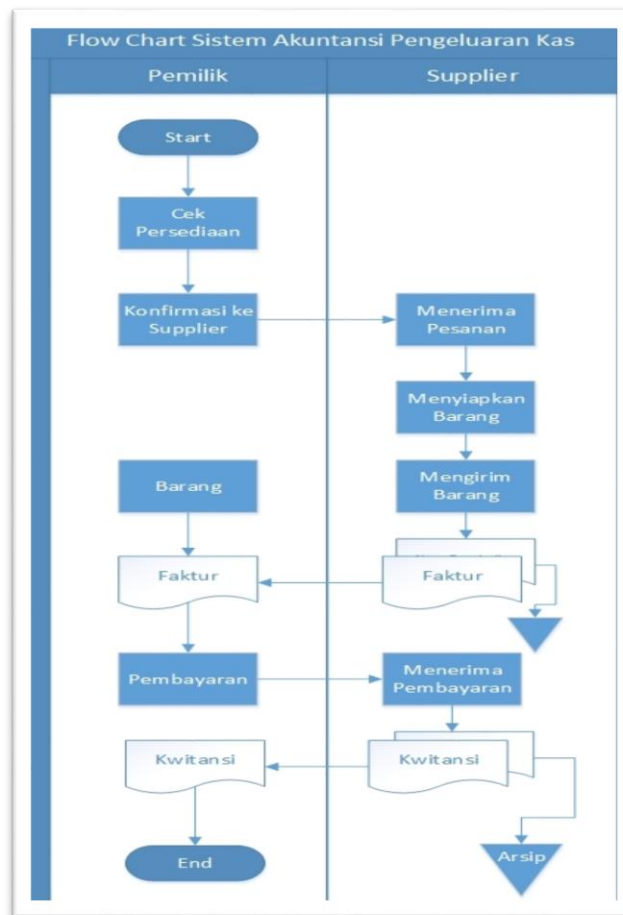 Flow Chart Sistem Akuntansi Pengeluaran Kas
Pemilik
Supplier
Start
Cek
Persediaan
Konfirmasi ke
Supplier
Menerima
Pesanan
Menyiapkan
Barang
Barang
Mengirim
Barang
Faktur
Faktur
Pembayaran
Menerima
Pembayaran
Kwitansi
Kwitansi
End
Arsip